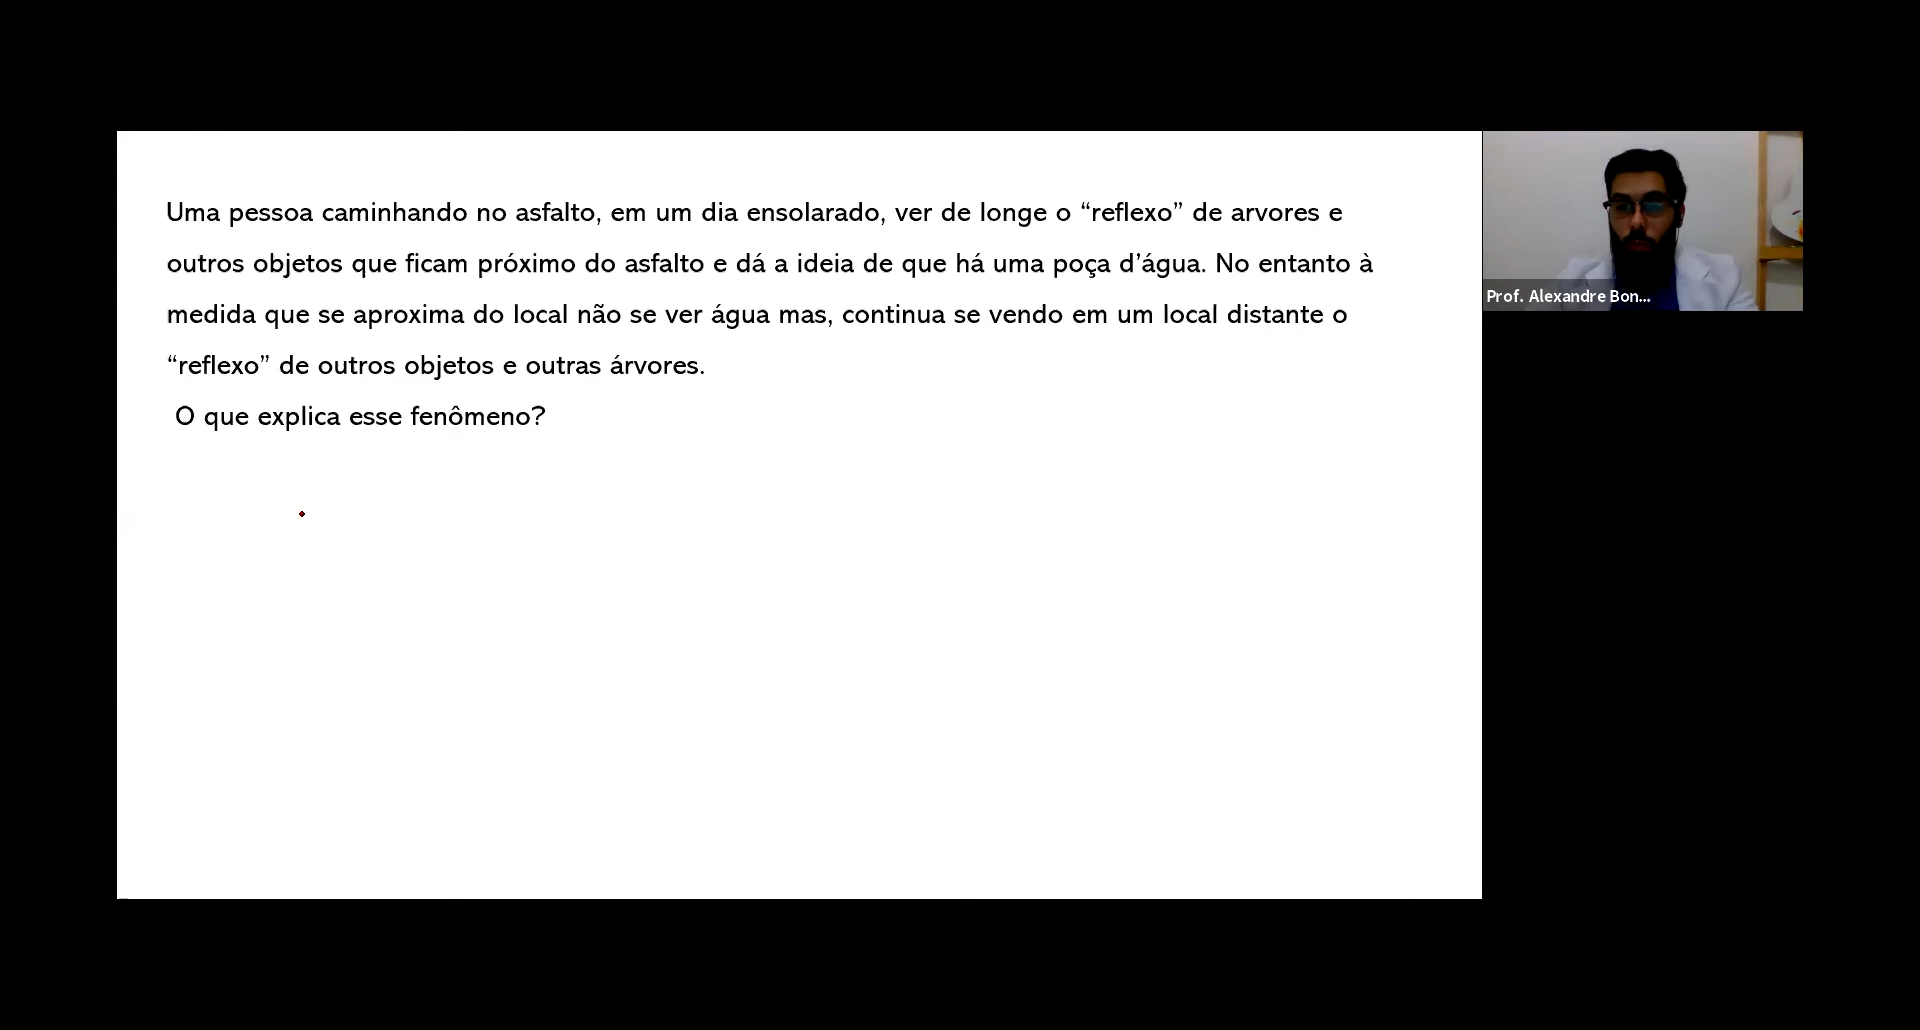 Uma pessoa caminhando no asfalto, em um dia ensolarado, ver de longe o “reflexo” de arvores e
outros objetos que ficam próximo do asfalto e dá a ideia de que há uma poça d’água. No entanto à
medida que se aproxima do local não se ver água mas, continua se vendo em um local distante o
“reflexo” de outros objetos e outras árvores.
O que explica esse fenômeno?
Prof. Alexandre Bon...